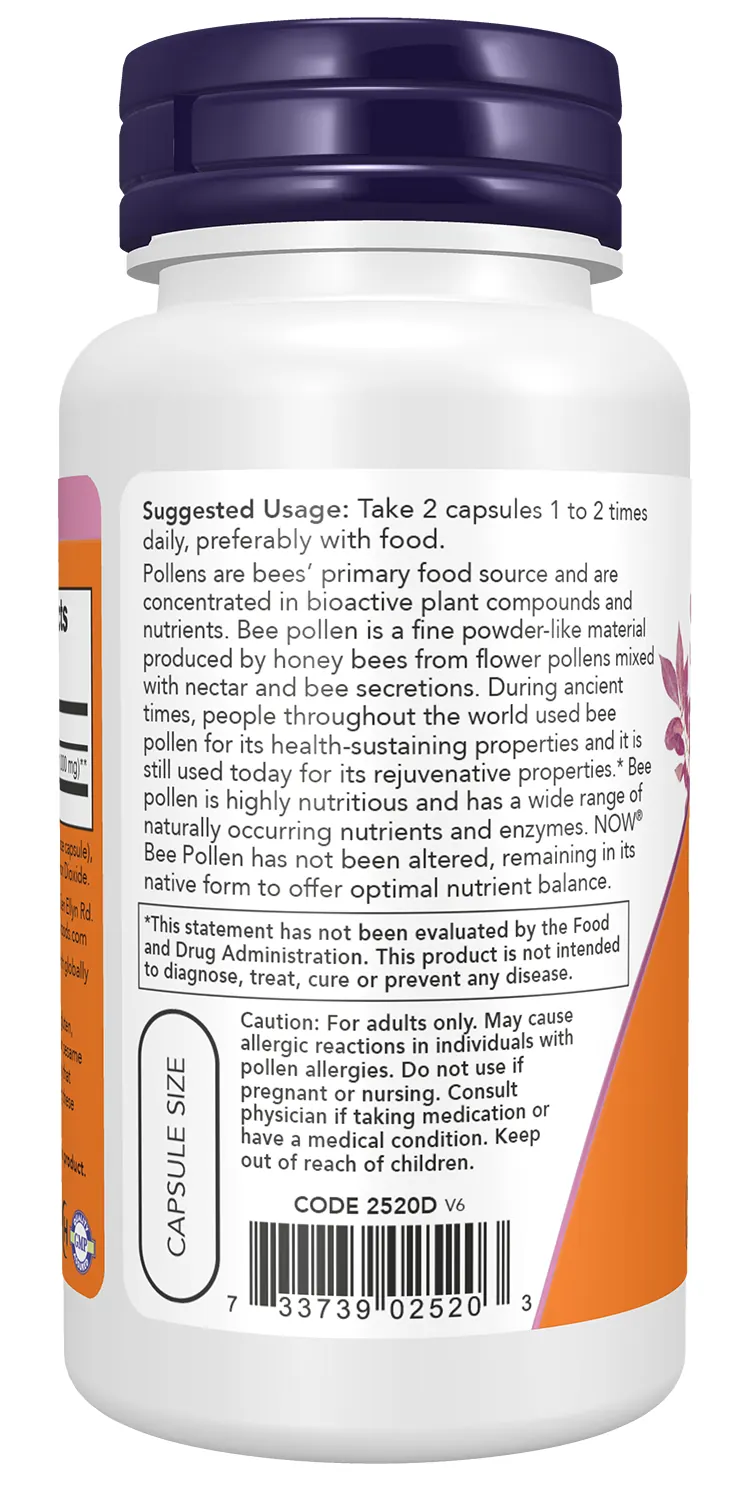 Suggested Usage: Take 2 capsules 1 to 2 times
daily, preferably with food.
Pollens are bees' primary food source and are
concentrated in bioactive plant compounds and
nutrients. Bee pollen is a fine powder-like material
produced by honey bees from flower pollens mixed
with nectar and bee secretions. During ancient
times, people throughout the world used bee
pollen for its health-sustaining properties and it is
still used today for its rejuvenative properties.* Bee
pollen is highly nutritious and has a wide range of
naturally occurring nutrients and enzymes. NOW®
Bee Pollen has not been altered, remaining in its
native form to offer optimal nutrient balance.
*This statement has not been evaluated by the Food
and Drug Administration. This product is not intended
to diagnose, treat, cure or prevent any disease.
CAPSULE SIZE
Caution: For adults only. May cause
allergic reactions in individuals with
pollen allergies. Do not use if
pregnant or nursing. Consult
physician if taking medication or
have a medical condition. Keep
out of reach of children.
CODE 2520D V6
7 33739 02520 3
capsule),
Dioxide.
Ellyn Rd.
globally
product.
GMP